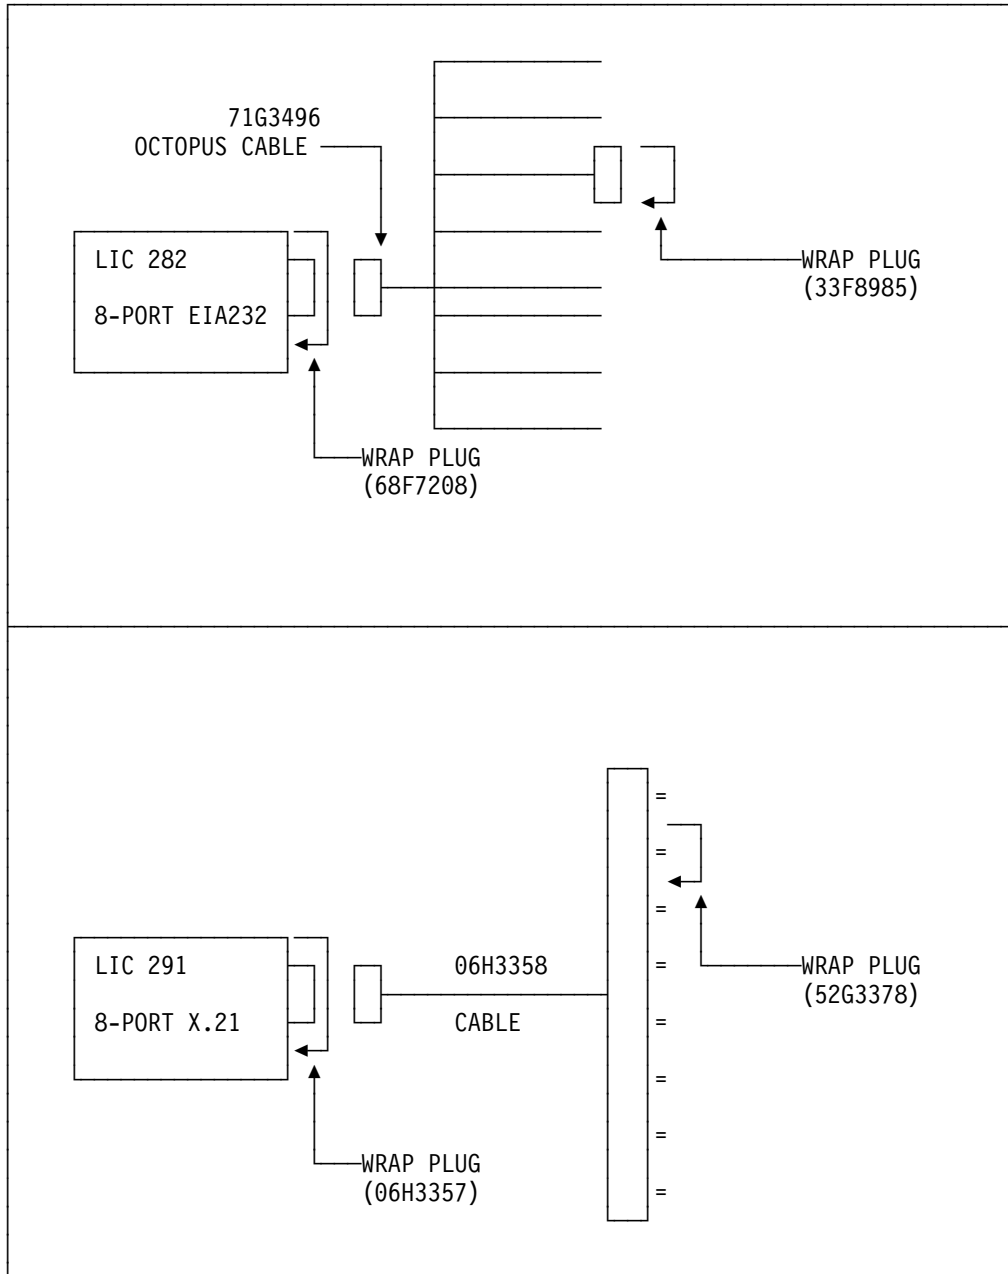 71G3496
OCTOPUS CABLE
LIC 282
8-PORT EIA232
WRAP PLUG
(33F8985)
WRAP PLUG
(68F7208)
=
=
=
LIC 291
8-PORT X.21
06H3358
CABLE
=
WRAP PLUG
(52G3378)
=
=
=
WRAP PLUG
(06H3357)
=